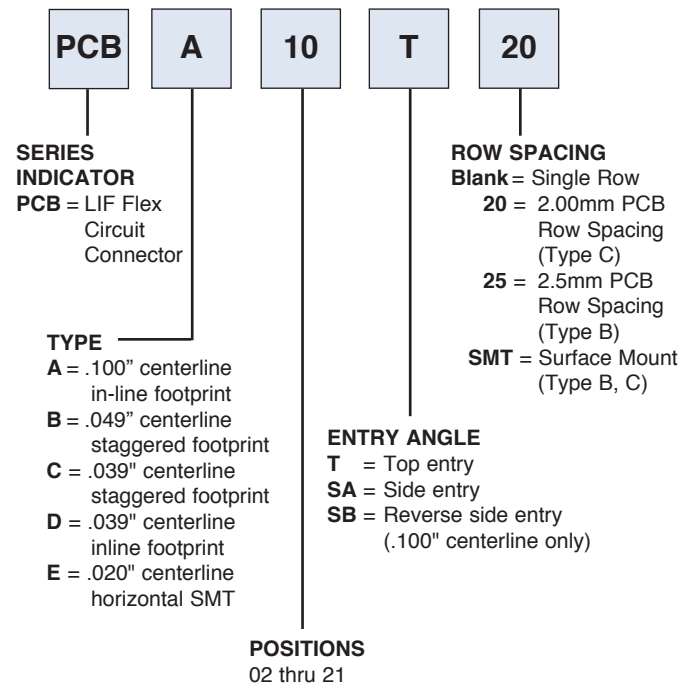 PCB A 10 T 20
SERIES
INDICATOR
PCB = LIF Flex
Circuit
Connector
TYPE
A = .100” centerline
in-line footprint
B = .049” centerline
staggered footprint
C = .039" centerline
staggered footprint
D = .039" centerline
inline footprint
E = .020" centerline
horizontal SMT
POSITIONS
02 thru 21
ENTRY ANGLE
T = Top entry
SA = Side entry
SB = Reverse side entry
(.100" centerline only)
ROW SPACING
Blank = Single Row
20 = 2.00mm PCB
Row Spacing
(Type C)
25 = 2.5mm PCB
Row Spacing
(Type B)
SMT = Surface Mount
(Type B, C)